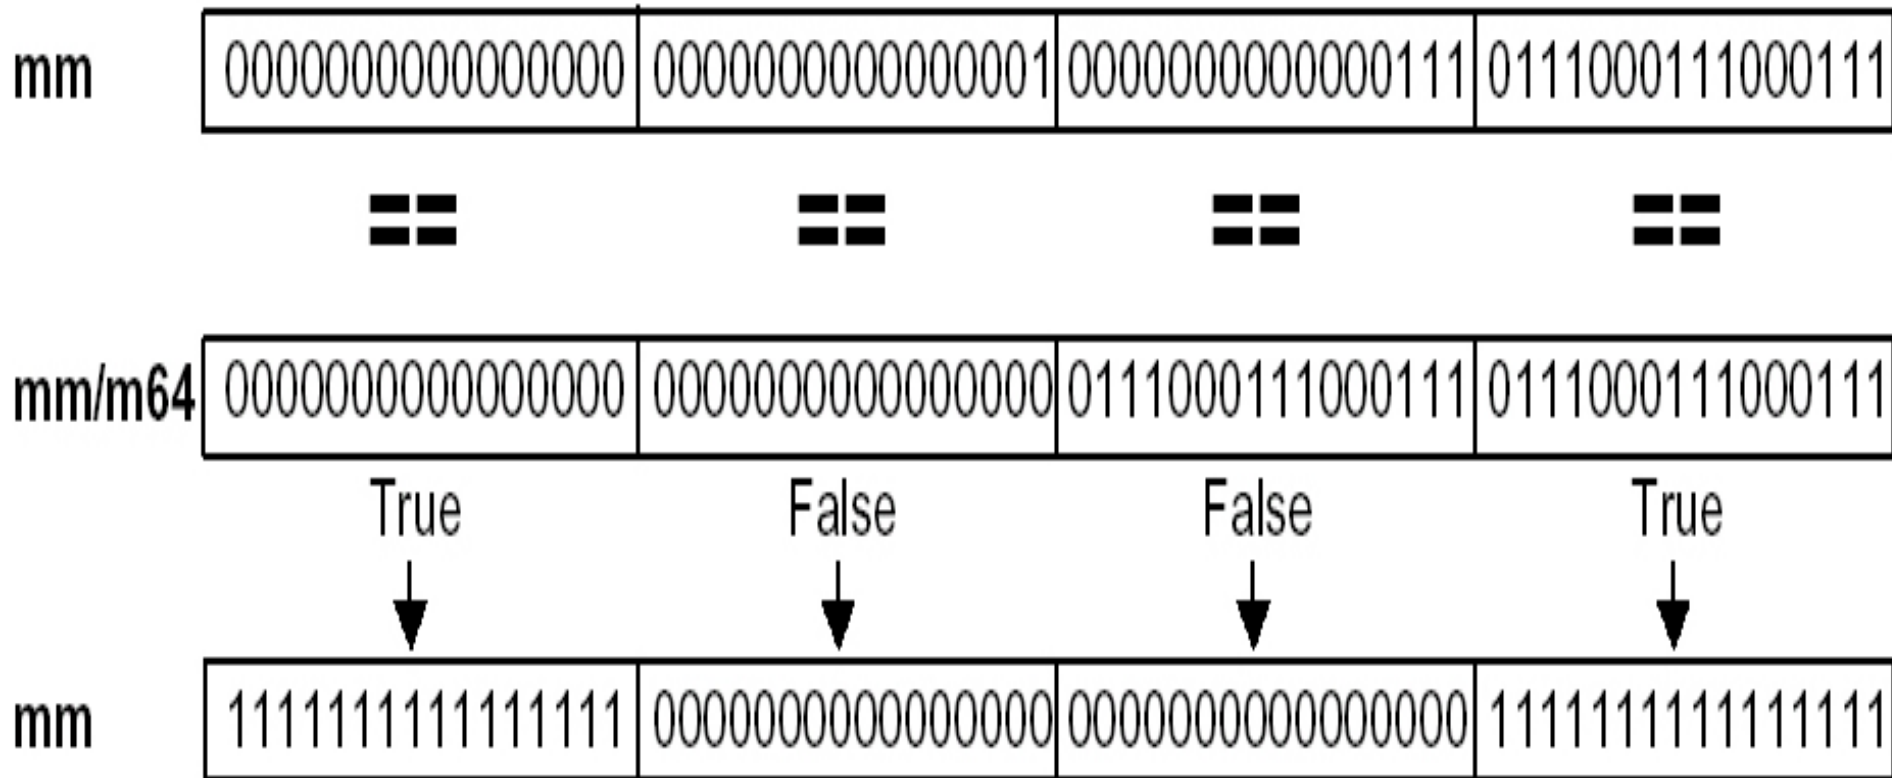 mm 0000000000000000 0000000000000001 0000000000000111 0111000111000111
== == == ==
mm/m64 0000000000000000 0000000000000000 0111000111000111 0111000111000111
True False False True
mm 1111111111111111 0000000000000000 0000000000000000 1111111111111111